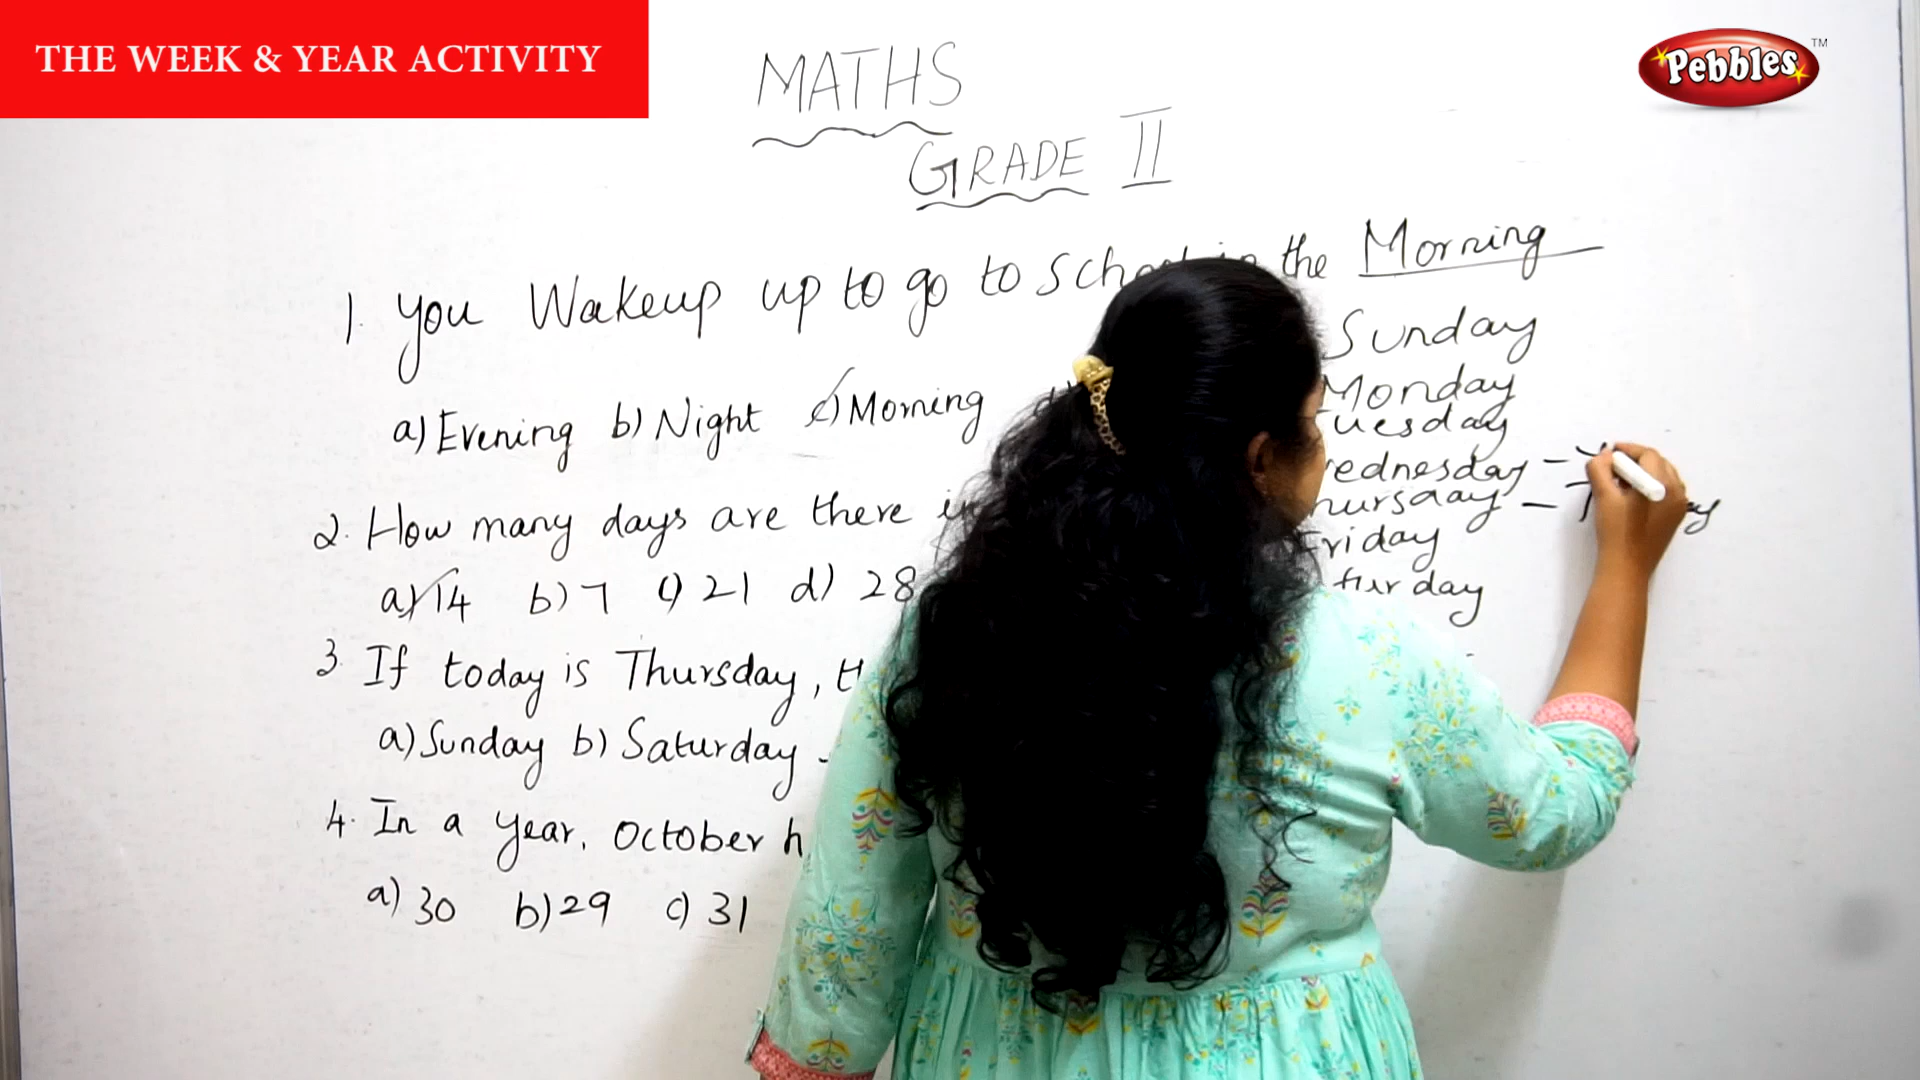 THE WEEK & YEAR ACTIVITY
Pebbles TM
MATHS
GRADE II
1. You Wakeup up to go to School in the Morning
a) Evening b) Night c) Morning
2. How many days are there in
a) 14 b) 7 c) 21 d) 28
3. If today is Thursday,
a) Sunday b) Saturday
4. In a year, October
a) 30 b) 29 c) 31
Sunday
Monday
Tuesday
Wednesday -
Thursday -
Friday
Saturday